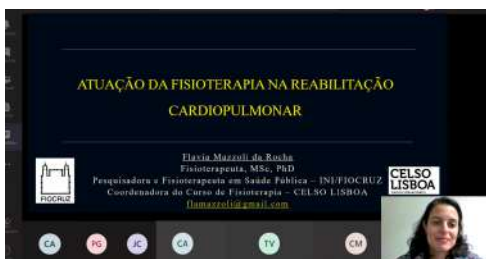 ATUAÇÃO DA FISIOTERAPIA NA REABILITAÇÃO
CARDIOPULMONAR
Flavia Mazzoli da Rocha
Fisioterapeuta, MSc, PhD
Pesquisadora e Fisioterapeuta em Saúde Pública – INI/FIOCRUZ
Coordenadora do Curso de Fisioterapia – CELSO LISBOA
flamazzoli@gmail.com
FIOCRUZ
CELSO
LISBOA
CA
PG
JC
CA
TV
CM